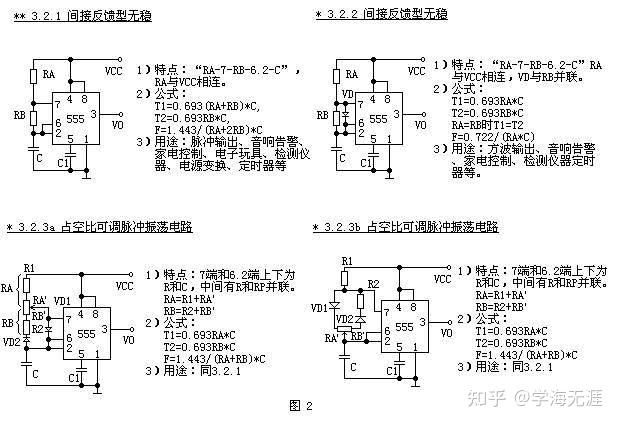 ** 3.2.1 间接反馈型无稳
RA
VCC
4 8
7
RB
3
VO
6
2 555
5 1
C
C1
1)特点：“RA-7-RB-6.2-C”，
RA与VCC相连。
2)公式：
T1=0.693(RA+RB)*C,
T2=0.693RB*C,
F=1.443/(RA+2RB)*C
3)用途：脉冲输出、音响告警、
家电控制、电子玩具、检测仪
器、电源变换、定时器等
* 3.2.2 间接反馈型无稳
RA
VCC
VD
4 8
7
RB
3
VO
6
2 555
5 1
C
C1
1)特点：“RA-7-RB-6.2-C”RA
与VCC相连，VD与RB并联。
2)公式：
T1=0.693RA*C
T2=0.693RB*C
RA=RB时T1=T2
F=0.722/(RA*C)
3)用途：方波输出、音响告警
、家电控制、检测仪器定时
器等。
* 3.2.3a 占空比可调脉冲振荡电路
R1
VCC
RA
RA'
VD1
4 8
7
RB'
RB
3
R2
555
VO
6
VD2
2
5 1
C
C1
1)特点：7端和6.2端上下为
R和C，中间有R和RP并联。
RA=R1+RA'
RB=R2+RB'
2)公式：
T1=0.693RA*C
T2=0.693RB*C
F=1.443/(RA+RB)*C
3)用途：同3.2.1
* 3.2.3b 占空比可调脉冲振荡电路
R1
VCC
R2
VD1
4 8
7
VD2
3
555
VO
RA'
RB'
6
2
5 1
C
C1
1)特点：7端和6.2端上下为
R和C，中间有R和RP并联。
RA=R1+RA'
RB=R2+RB'
2)公式：
T1=0.693RA*C
T2=0.693RB*C
F=1.443/(RA+RB)*C
3)用途：同3.2.1
图 2
知乎 @学海无涯